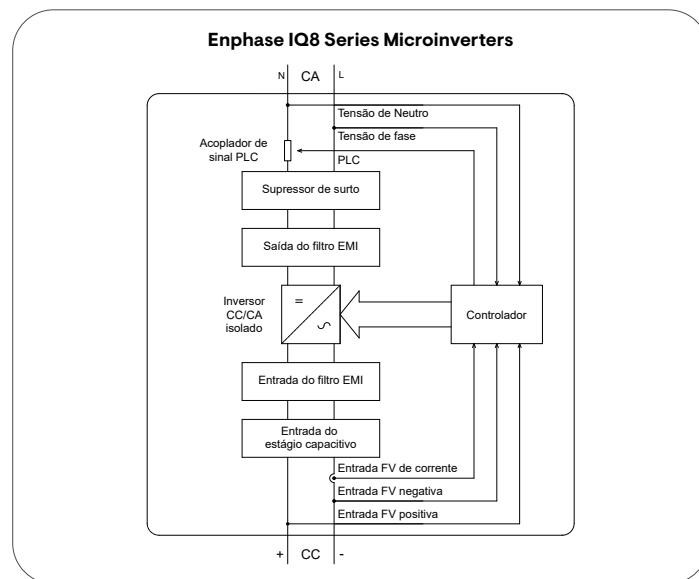 Enphase IQ8 Series Microinverters
N CA L
Tensão de Neutro
Tensão de fase
Acoplador de
sinal PLC
PLC
Supressor de surto
Saída do filtro EMI
Inversor
CC/CA
isolado
=
∿
Controlador
Entrada do filtro EMI
Entrada do
estágio capacitivo
Entrada FV de corrente
Entrada FV negativa
Entrada FV positiva
+ CC -